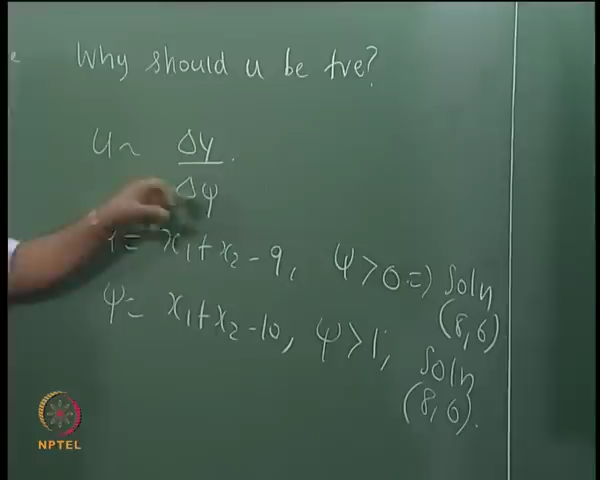 Why should u be +ve?
u ~ Δy / Δψ.
= x₁+x₂-9, ψ>0 => Soln (8,6)
ψ= x₁+x₂-10, ψ>1; Soln (8,6).
NPTEL